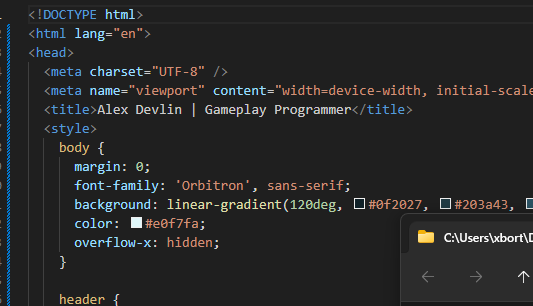 <!DOCTYPE html>
<html lang="en">
<head>
<meta charset="UTF-8" />
<meta name="viewport" content="width=device-width, initial-scale
<title>Alex Devlin | Gameplay Programmer</title>
<style>
body {
margin: 0;
font-family: 'Orbitron', sans-serif;
background: linear-gradient(120deg, #0f2027, #203a43,
color: #e0f7fa;
overflow-x: hidden;
}
C:\Users\xbort\D
header {